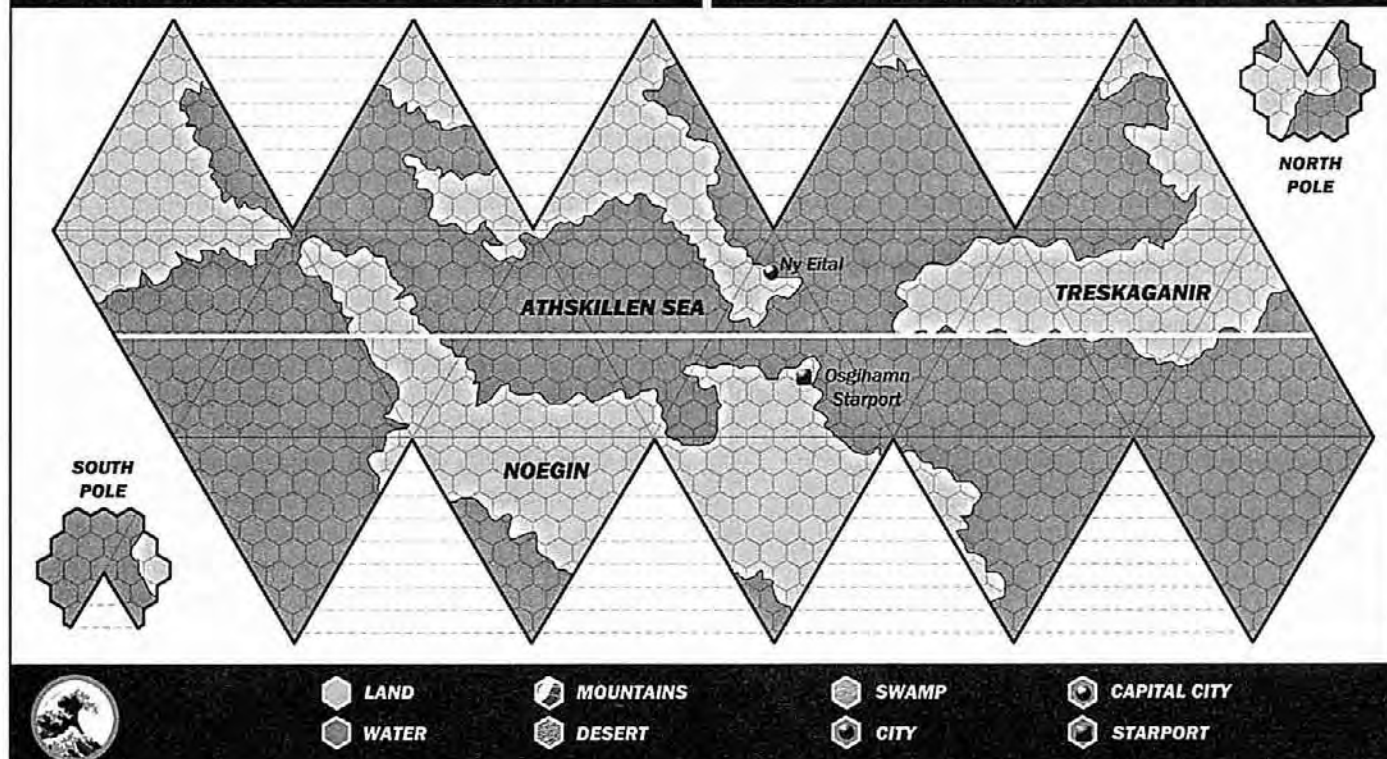 NORTH
POLE
Ny Eital
ATHSKILLEN SEA
TRESKAGANIR
Osgihamn
Starport
SOUTH
POLE
NOEGIN
LAND
MOUNTAINS
SWAMP
CAPITAL CITY
WATER
DESERT
CITY
STARPORT